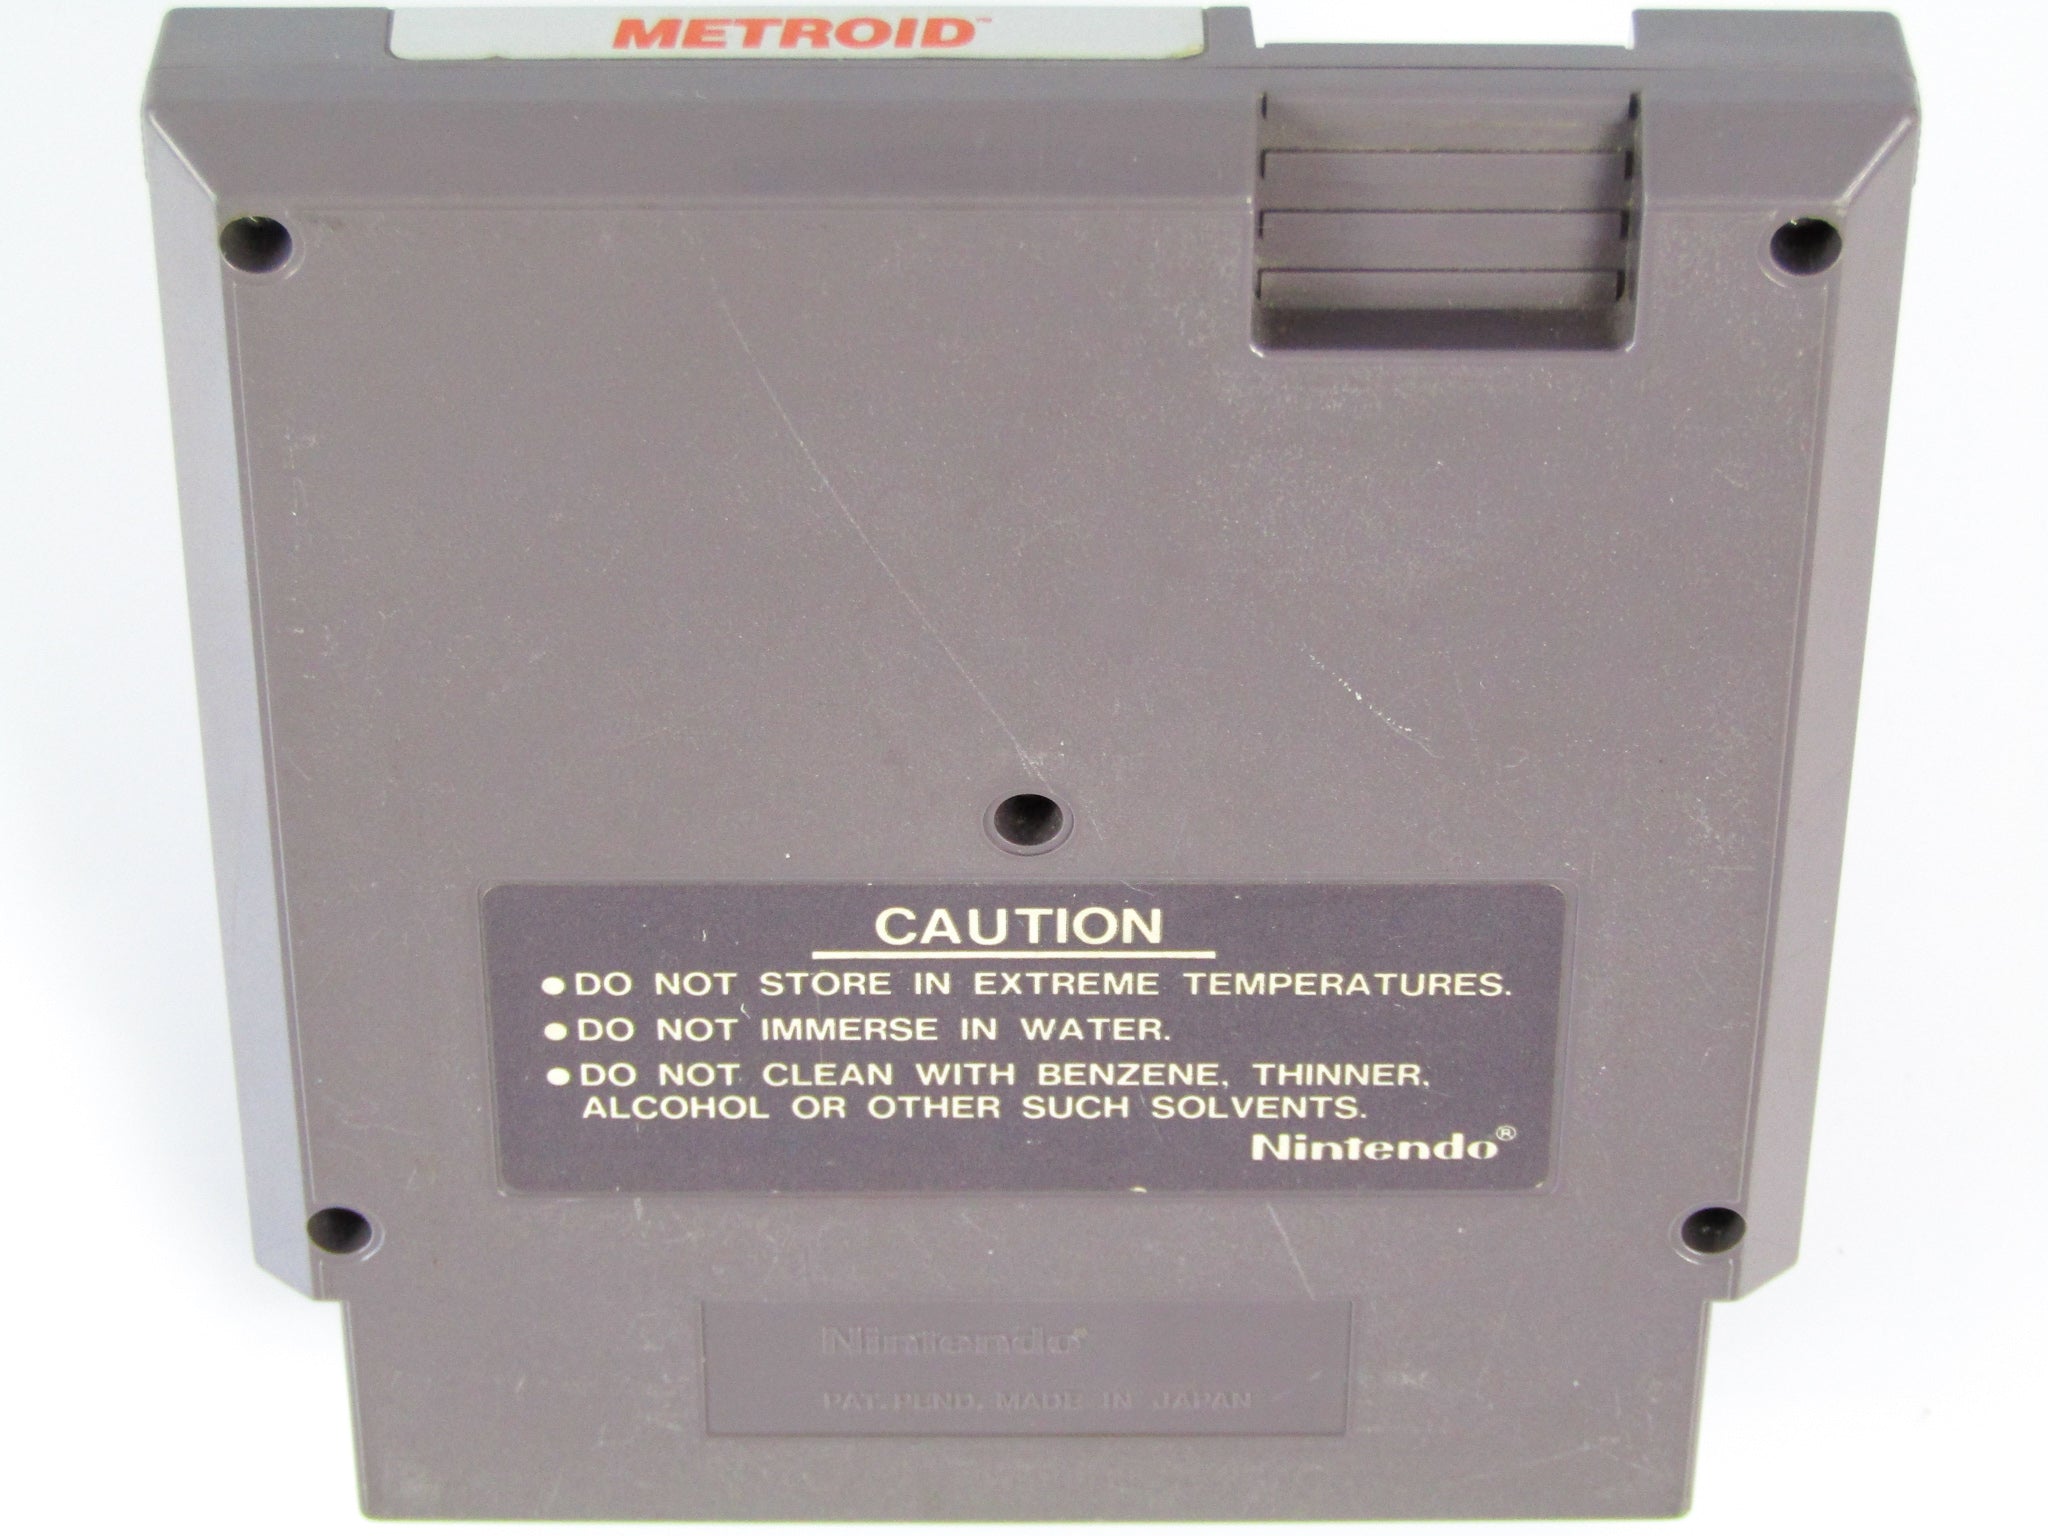 METROID™
CAUTION
●DO NOT STORE IN EXTREME TEMPERATURES.
●DO NOT IMMERSE IN WATER.
●DO NOT CLEAN WITH BENZENE, THINNER,
ALCOHOL OR OTHER SUCH SOLVENTS.
Nintendo®
Nintendo®
PAT. PEND. MADE IN JAPAN